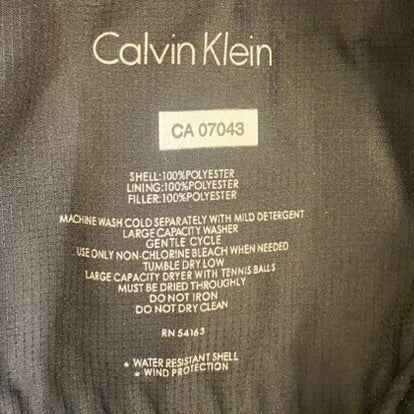 Calvin Klein
CA 07043
SHELL:100%POLYESTER
LINING:100%POLYESTER
FILLER:100%POLYESTER
MACHINE WASH COLD SEPARATELY WITH MILD DETERGENT
LARGE CAPACITY WASHER
GENTLE CYCLE
USE ONLY NON-CHLORINE BLEACH WHEN NEEDED
TUMBLE DRY LOW
LARGE CAPACITY DRYER WITH TENNIS BALLS
MUST BE DRIED THROUGHLY
DO NOT IRON
DO NOT DRY CLEAN
RN 54163
* WATER RESISTANT SHELL
* WIND PROTECTION